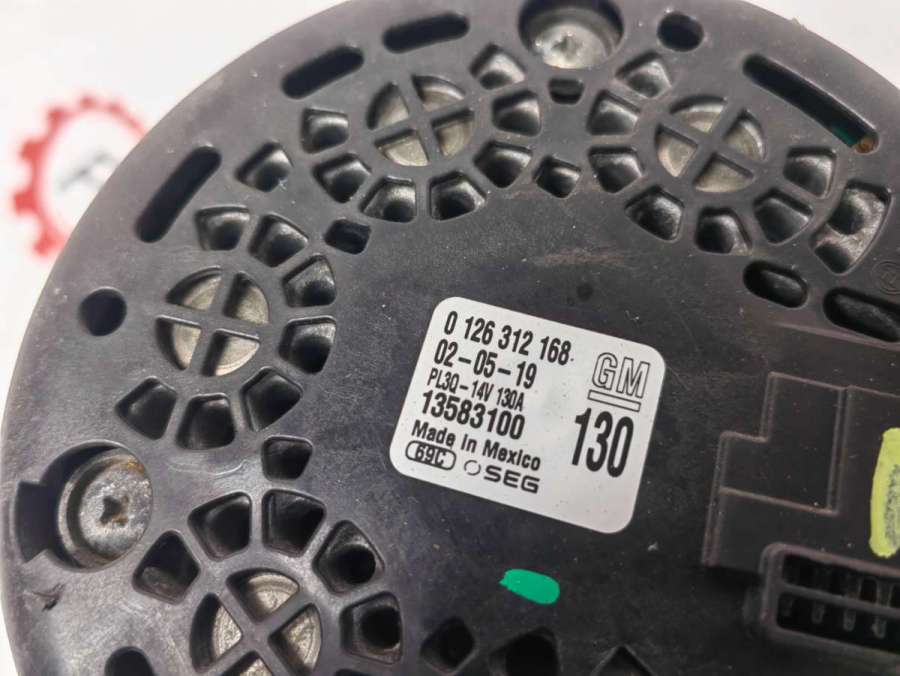 0 126 312 168
02-05-19
PL30-14V 130A
13583100
Made in Mexico
69C SEG
GM
130